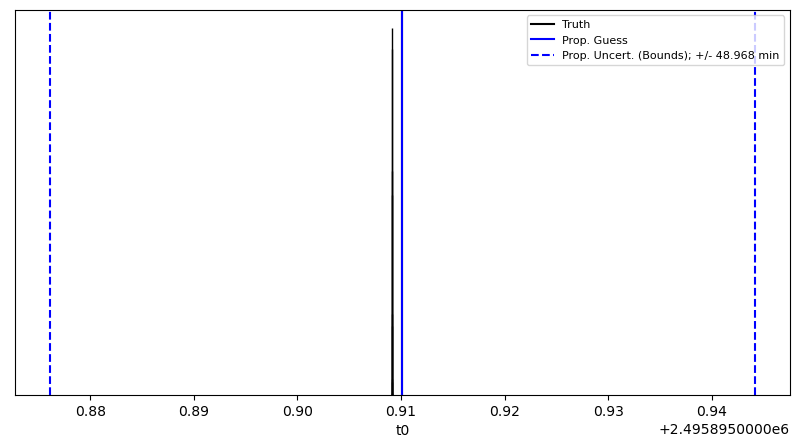 Truth
Prop. Guess
Prop. Uncert. (Bounds); +/- 48.968 min
0.88 0.89 0.90 0.91 0.92 0.93 0.94
t0
+2.4958950000e6